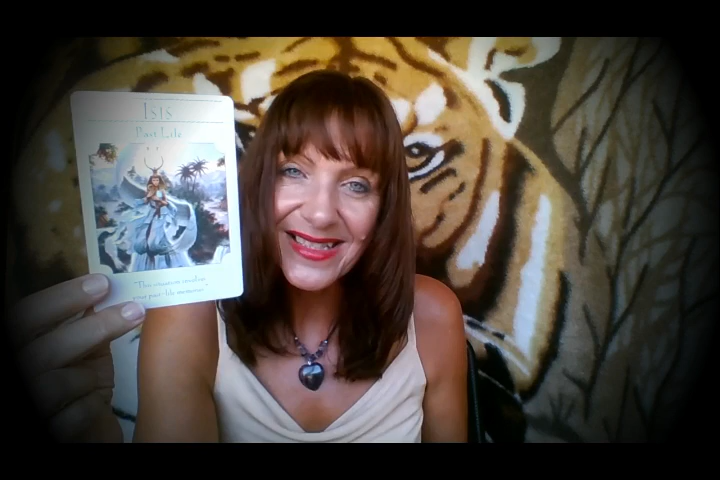 Isis
Past Life
"This situation involves
your past-life memories."